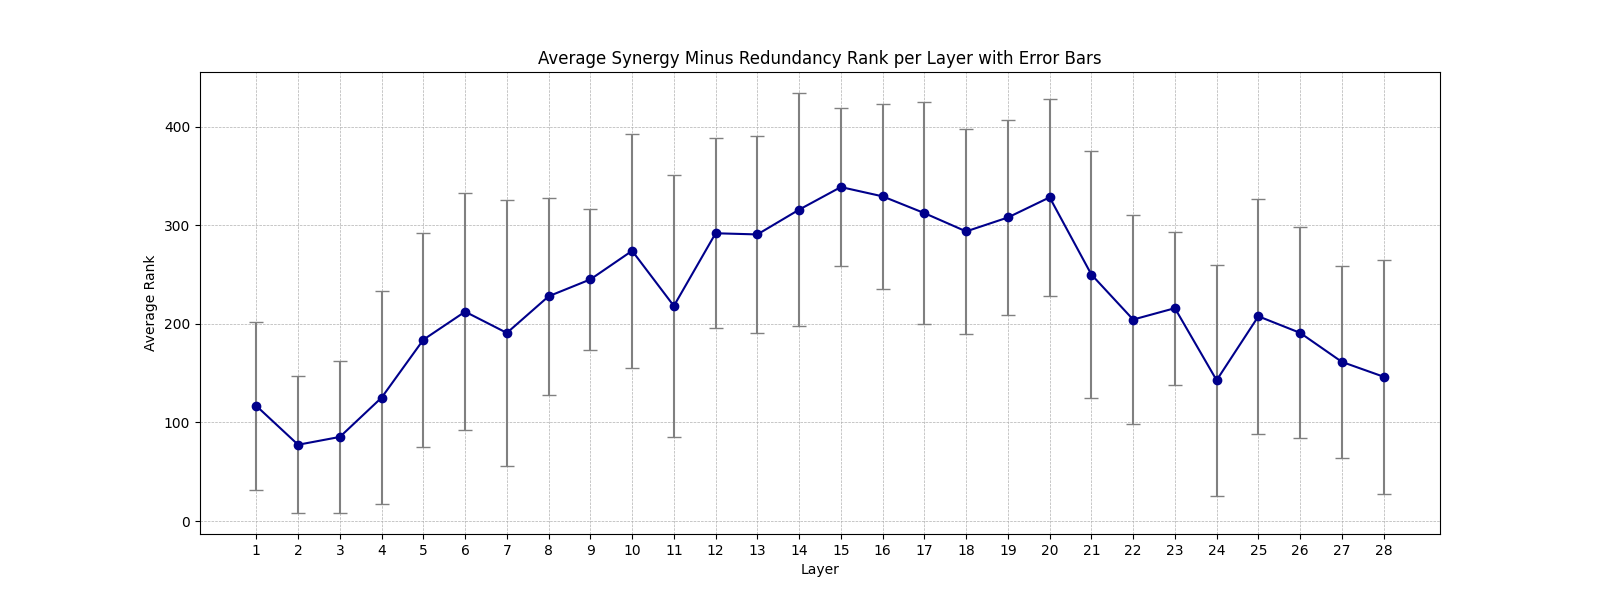 Average Synergy Minus Redundancy Rank per Layer with Error Bars
Average Rank
400
300
200
100
0
1 2 3 4 5 6 7 8 9 10 11 12 13 14 15 16 17 18 19 20 21 22 23 24 25 26 27 28
Layer